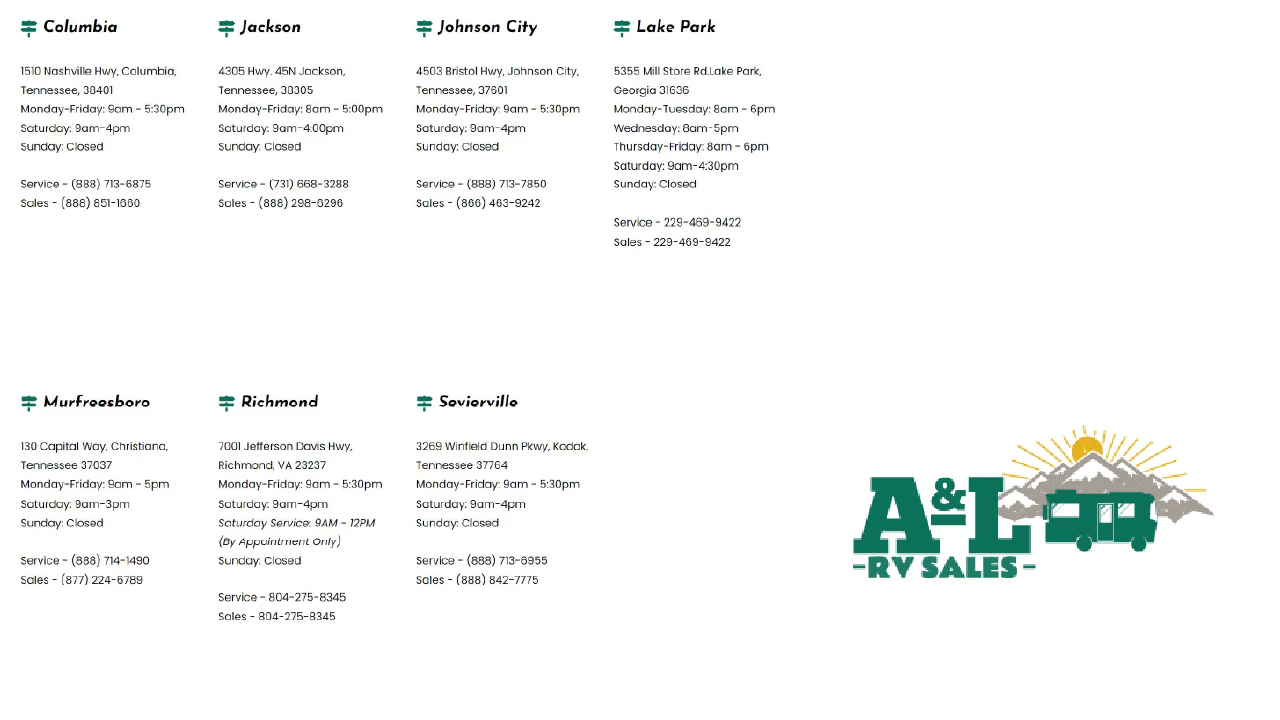 Columbia
1510 Nashville Hwy, Columbia,
Tennessee, 38401
Monday-Friday: 9am - 5:30pm
Saturday: 9am-4pm
Sunday: Closed
Service - (888) 713-6875
Sales - (888) 851-1660
Jackson
4305 Hwy. 45N Jackson,
Tennessee, 38305
Monday-Friday: 8am - 5:00pm
Saturday: 9am-4:00pm
Sunday: Closed
Service - (731) 668-3288
Sales - (888) 298-6296
Johnson City
4503 Bristol Hwy, Johnson City,
Tennessee, 37601
Monday-Friday: 9am - 5:30pm
Saturday: 9am-4pm
Sunday: Closed
Service - (888) 713-7850
Sales - (866) 463-9242
Lake Park
5355 Mill Store Rd.Lake Park,
Georgia 31636
Monday-Tuesday: 8am - 6pm
Wednesday: 8am-5pm
Thursday-Friday: 8am - 6pm
Saturday: 9am-4:30pm
Sunday: Closed
Service - 229-469-9422
Sales - 229-469-9422
Murfreesboro
130 Capital Way, Christiana,
Tennessee 37037
Monday-Friday: 9am - 5pm
Saturday: 9am-3pm
Sunday: Closed
Service - (888) 714-1490
Sales - (877) 224-6789
Richmond
7001 Jefferson Davis Hwy,
Richmond, VA 23237
Monday-Friday: 9am - 5:30pm
Saturday: 9am-4pm
Saturday Service: 9AM - 12PM
(By Appointment Only)
Sunday: Closed
Service - 804-275-8345
Sales - 804-275-8345
Sevierville
3269 Winfield Dunn Pkwy, Kodak,
Tennessee 37764
Monday-Friday: 9am - 5:30pm
Saturday: 9am-4pm
Sunday: Closed
Service - (888) 713-6955
Sales - (888) 842-7775
A&L
-RV SALES-